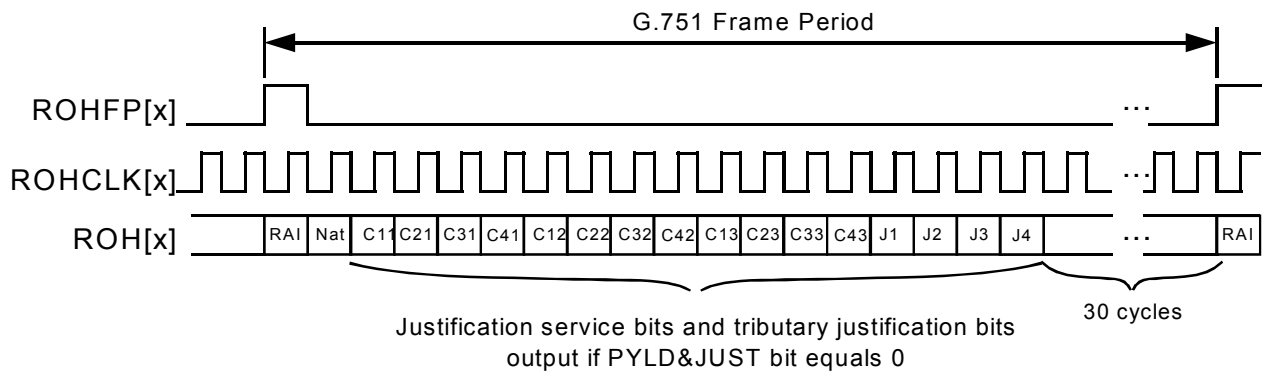 G.751 Frame Period
ROHFP[x]
...
ROHCLK[x]
...
ROH[x] RAI Nat C11 C21 C31 C41 C12 C22 C32 C42 C13 C23 C33 C43 J1 J2 J3 J4 ... RAI
30 cycles
Justification service bits and tributary justification bits
output if PYLD&JUST bit equals 0